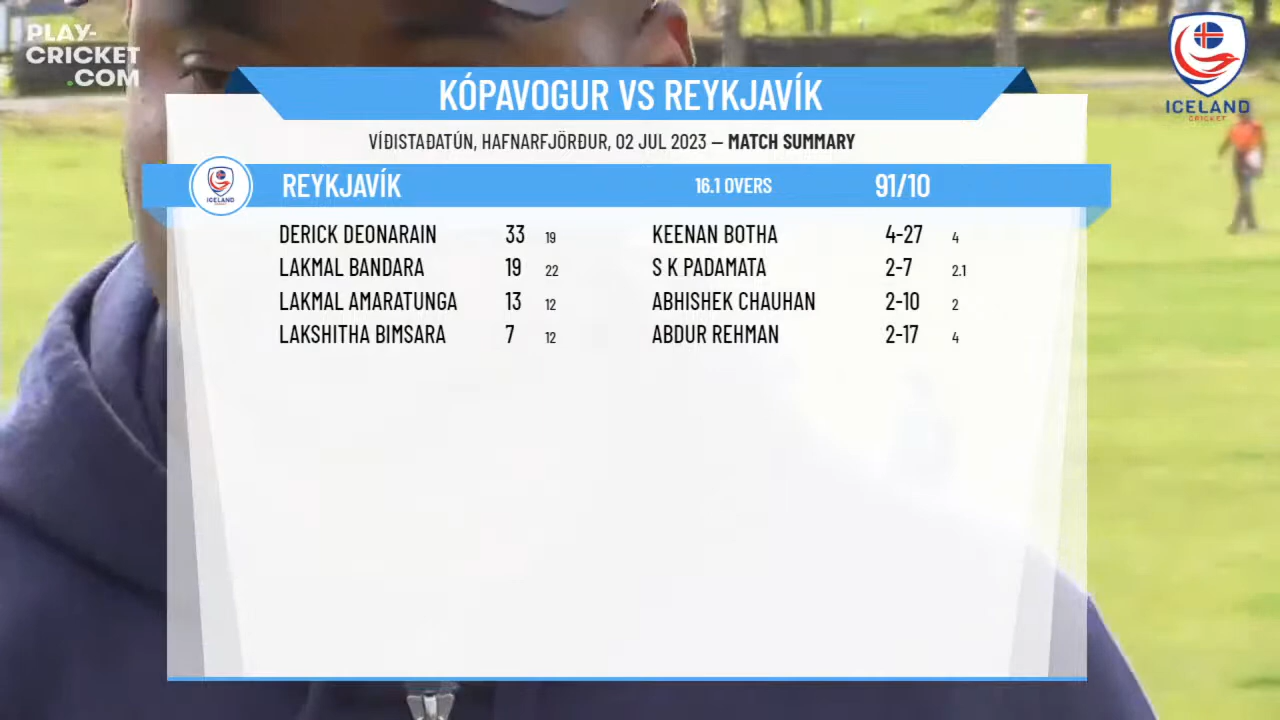 PLAY-
CRICKET
.COM
ICELAND
CRICKET
KÓPAVOGUR VS REYKJAVÍK
VÍÐISTAÐATÚN, HAFNARFJÖRÐUR, 02 JUL 2023 – MATCH SUMMARY
ICELAND
REYKJAVÍK 16.1 OVERS 91/10
DERICK DEONARAIN 33 19 KEENAN BOTHA 4-27 4
LAKMAL BANDARA 19 22 S K PADAMATA 2-7 2.1
LAKMAL AMARATUNGA 13 12 ABHISHEK CHAUHAN 2-10 2
LAKSHITHA BIMSARA 7 12 ABDUR REHMAN 2-17 4